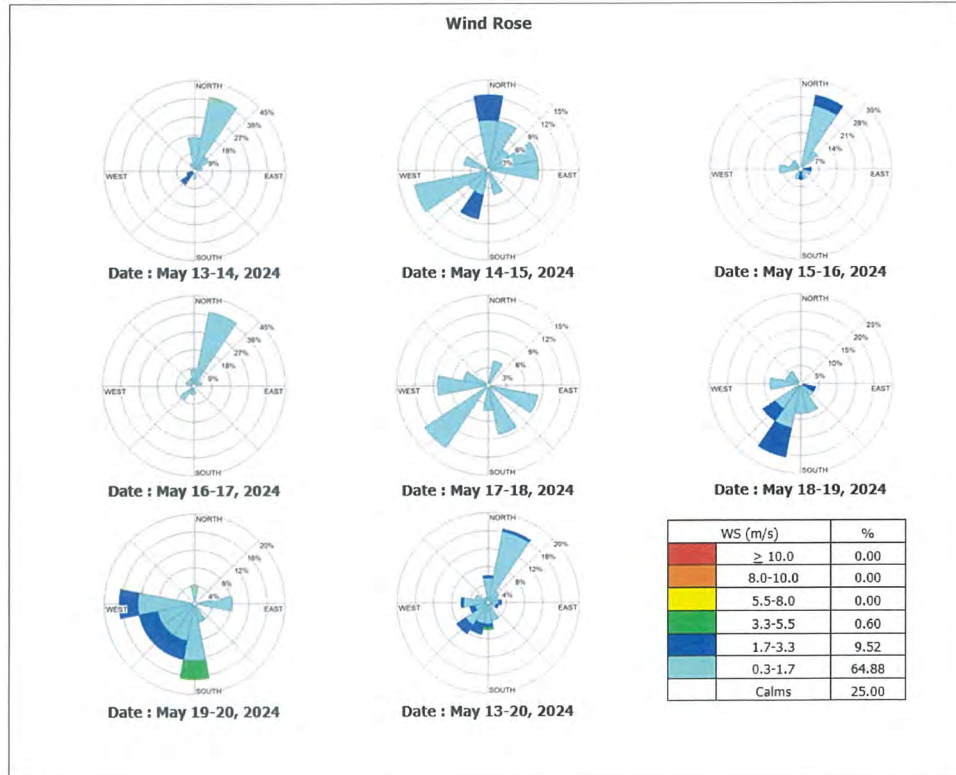 Wind Rose
NORTH
45%
36%
27%
18%
9%
WEST
EAST
SOUTH
Date : May 13-14, 2024
NORTH
15%
12%
9%
6%
3%
WEST
EAST
SOUTH
Date : May 14-15, 2024
NORTH
35%
28%
21%
14%
7%
WEST
EAST
SOUTH
Date : May 15-16, 2024
NORTH
45%
36%
27%
18%
9%
WEST
EAST
SOUTH
Date : May 16-17, 2024
NORTH
15%
12%
9%
6%
3%
WEST
EAST
SOUTH
Date : May 17-18, 2024
NORTH
25%
20%
15%
10%
5%
WEST
EAST
SOUTH
Date : May 18-19, 2024
NORTH
20%
16%
12%
8%
4%
WEST
EAST
SOUTH
Date : May 19-20, 2024
NORTH
20%
16%
12%
8%
4%
WEST
EAST
SOUTH
Date : May 13-20, 2024
WS (m/s) %
≥ 10.0 0.00
8.0-10.0 0.00
5.5-8.0 0.00
3.3-5.5 0.60
1.7-3.3 9.52
0.3-1.7 64.88
Calms 25.00